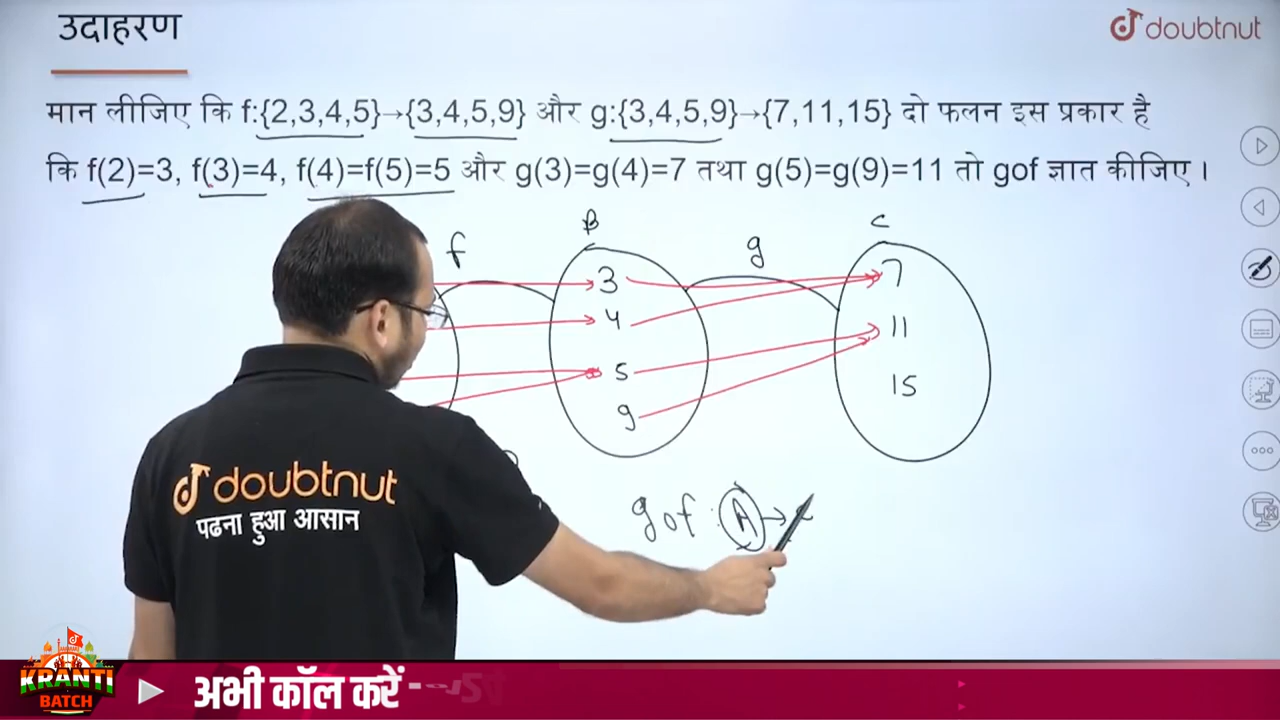 उदाहरण
doubtnut
मान लीजिए कि f:{2,3,4,5}→{3,4,5,9} और g:{3,4,5,9}→{7,11,15} दो फलन इस प्रकार है
कि f(2)=3, f(3)=4, f(4)=f(5)=5 और g(3)=g(4)=7 तथा g(5)=g(9)=11 तो gof ज्ञात कीजिए ।
f B g C
3 7
4 11
5 15
9
gof : A →
doubtnut
पढना हुआ आसान
KRANTI
BATCH
अभी कॉल करें -